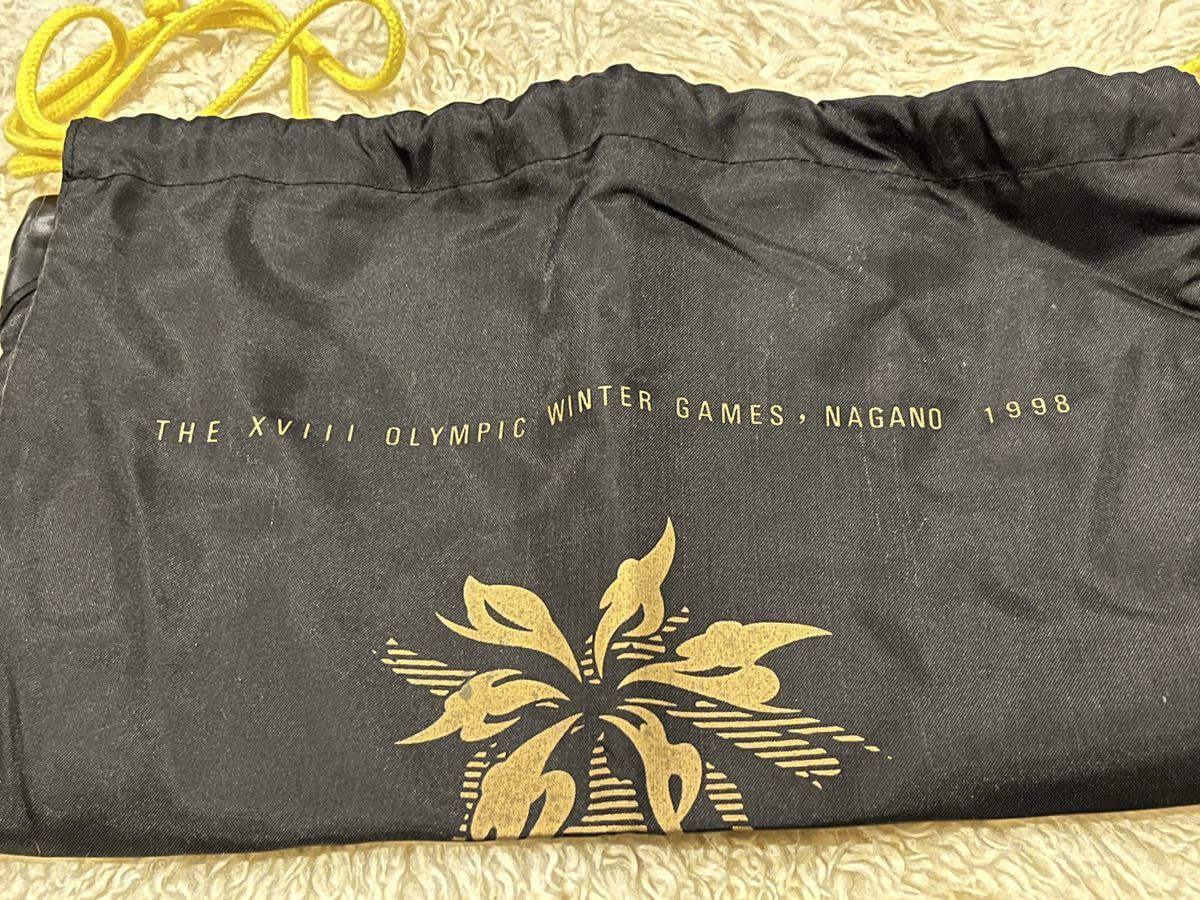 THE XVIII OLYMPIC WINTER GAMES, NAGANO 1998